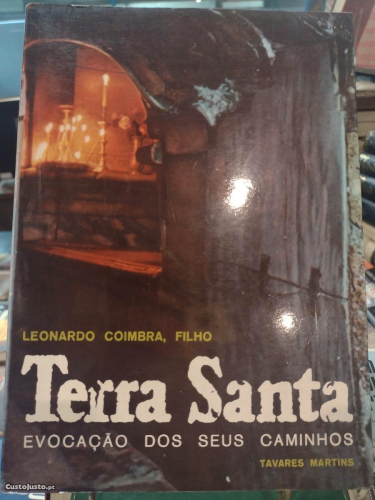 LEONARDO COIMBRA, FILHO
Terra Santa
EVOCAÇÃO DOS SEUS CAMINHOS
TAVARES MARTINS
CustoJusto.pt